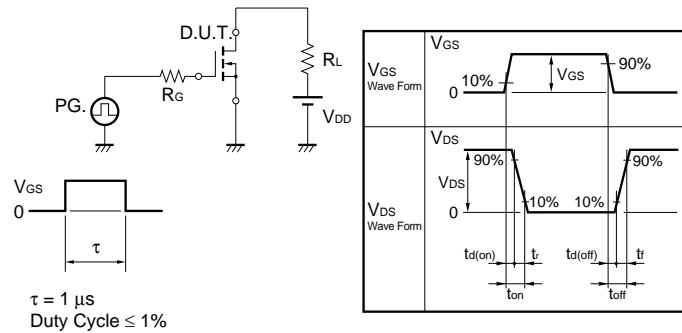 D.U.T.
RL
RG
PG.
VDD
VGS
0
τ
τ = 1 μs
Duty Cycle ≤ 1%
VGS
Wave Form
VGS
10%
VGS
90%
0
VDS
Wave Form
VDS
90%
VDS
10%
10%
90%
0
td(on)
tr
td(off)
tf
ton
toff